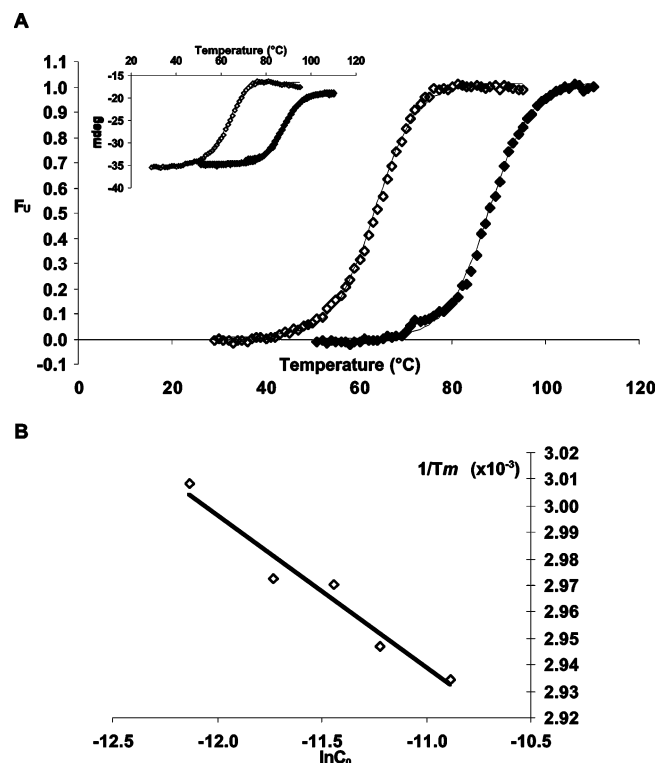 A
Temperature (°C)
20 40 60 80 100 120
-15
-20
-25
-30
-35
-40
mdeg
1.1
1.0
0.9
0.8
0.7
0.6
0.5
0.4
0.3
0.2
0.1
0.0
-0.1
FU
Temperature (°C)
0 20 40 60 80 100 120
B
1/Tm (x10-3)
3.02
3.01
3.00
2.99
2.98
2.97
2.96
2.95
2.94
2.93
2.92
-12.5 -12.0 -11.5 -11.0 -10.5
lnC0